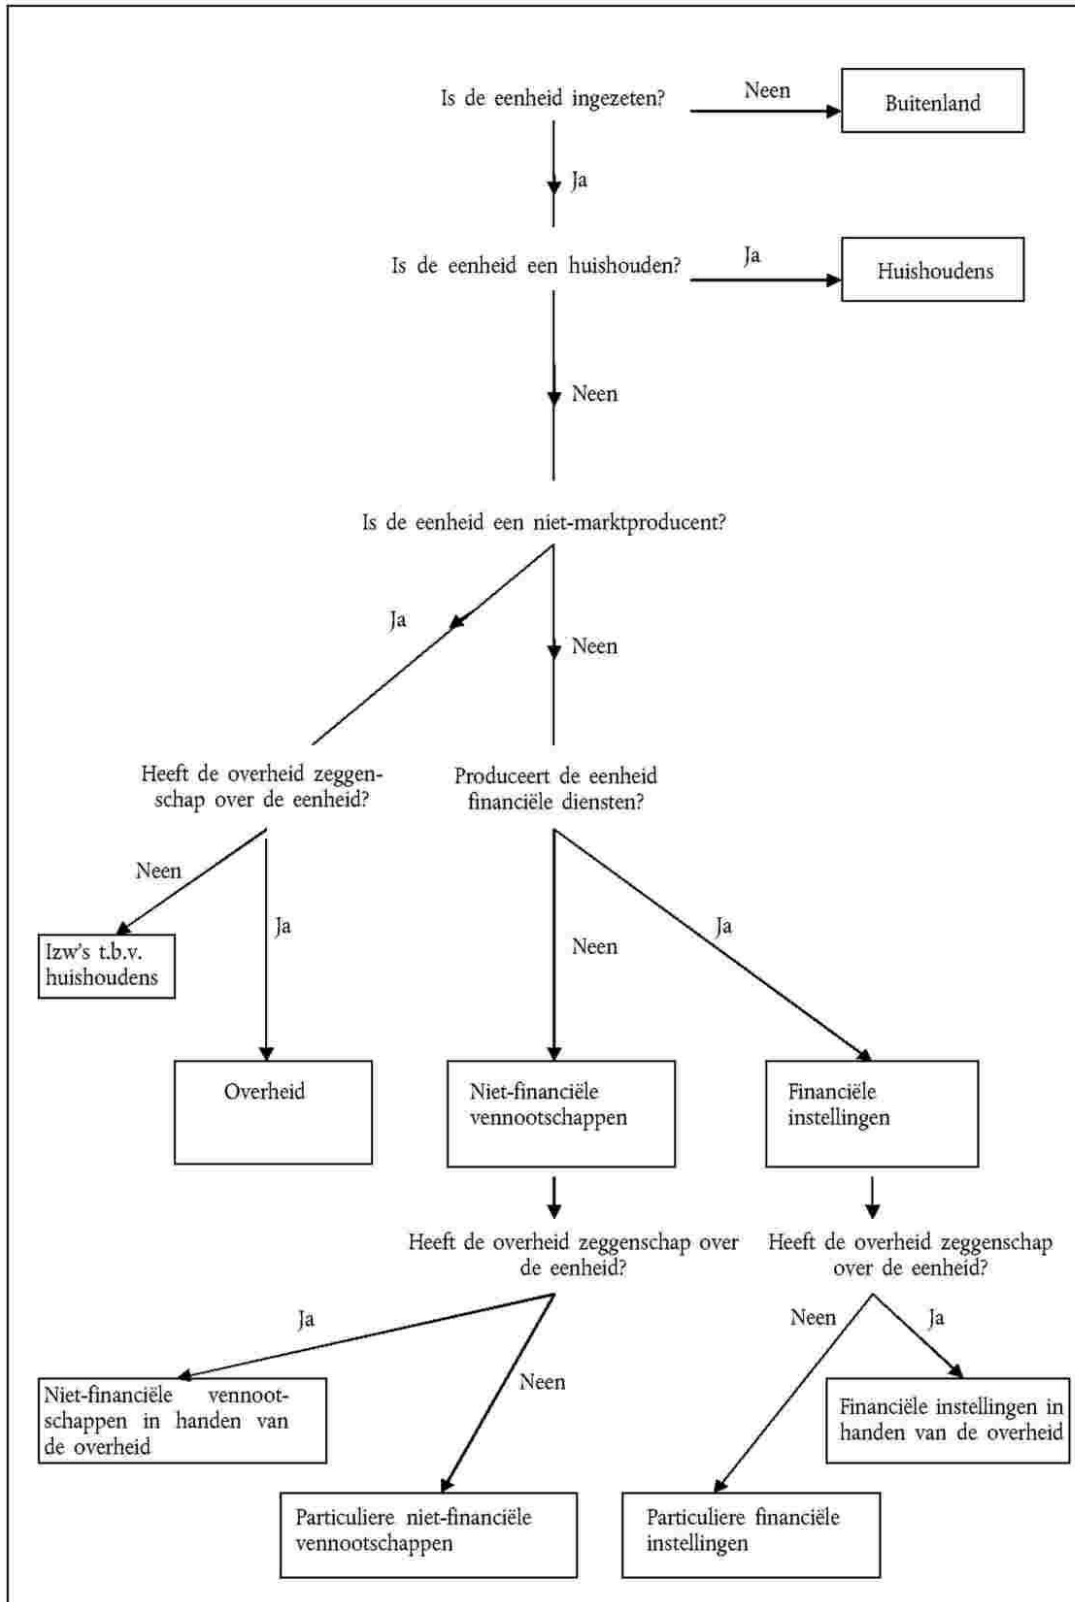 Is de eenheid ingezeten?
Neen
Buitenland
Ja
Is de eenheid een huishouden?
Ja
Huishoudens
Neen
Is de eenheid een niet-marktproducent?
Ja
Neen
Heeft de overheid zeggen-
schap over de eenheid?
Produceert de eenheid
financiële diensten?
Neen
Ja
Neen
Ja
Izw's t.b.v.
huishoudens
Overheid
Niet-financiële
vennootschappen
Financiële
instellingen
Heeft de overheid zeggenschap over
de eenheid?
Heeft de overheid zeggenschap
over de eenheid?
Ja
Neen
Neen
Ja
Niet-financiële vennoot-
schappen in handen van
de overheid
Financiële instellingen in
handen van de overheid
Particuliere niet-financiële
vennootschappen
Particuliere financiële
instellingen